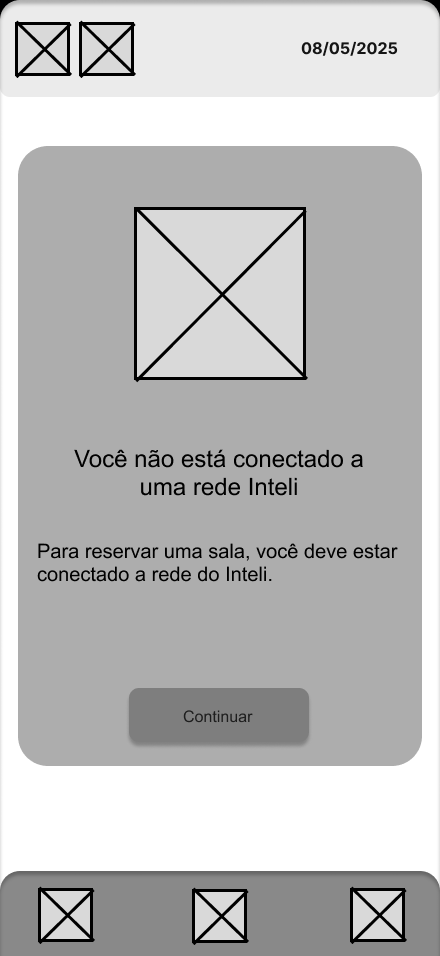 08/05/2025
Você não está conectado a
uma rede Inteli
Para reservar uma sala, você deve estar
conectado a rede do Inteli.
Continuar